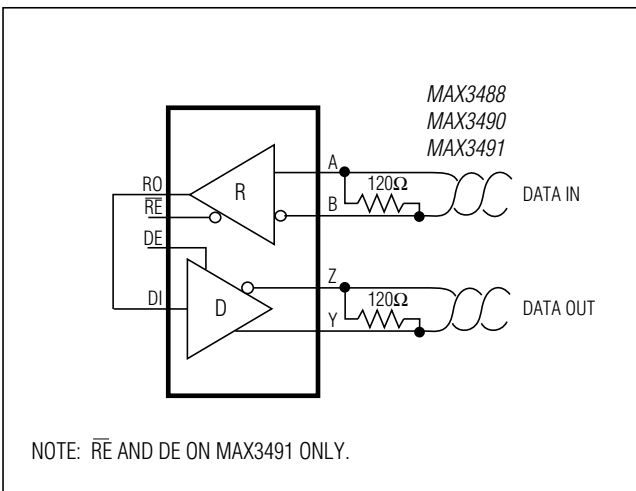 MAX3488
MAX3490
MAX3491
A
RO
R
120Ω
DATA IN
RE
B
DE
Z
DI
D
120Ω
DATA OUT
Y
NOTE: RE AND DE ON MAX3491 ONLY.